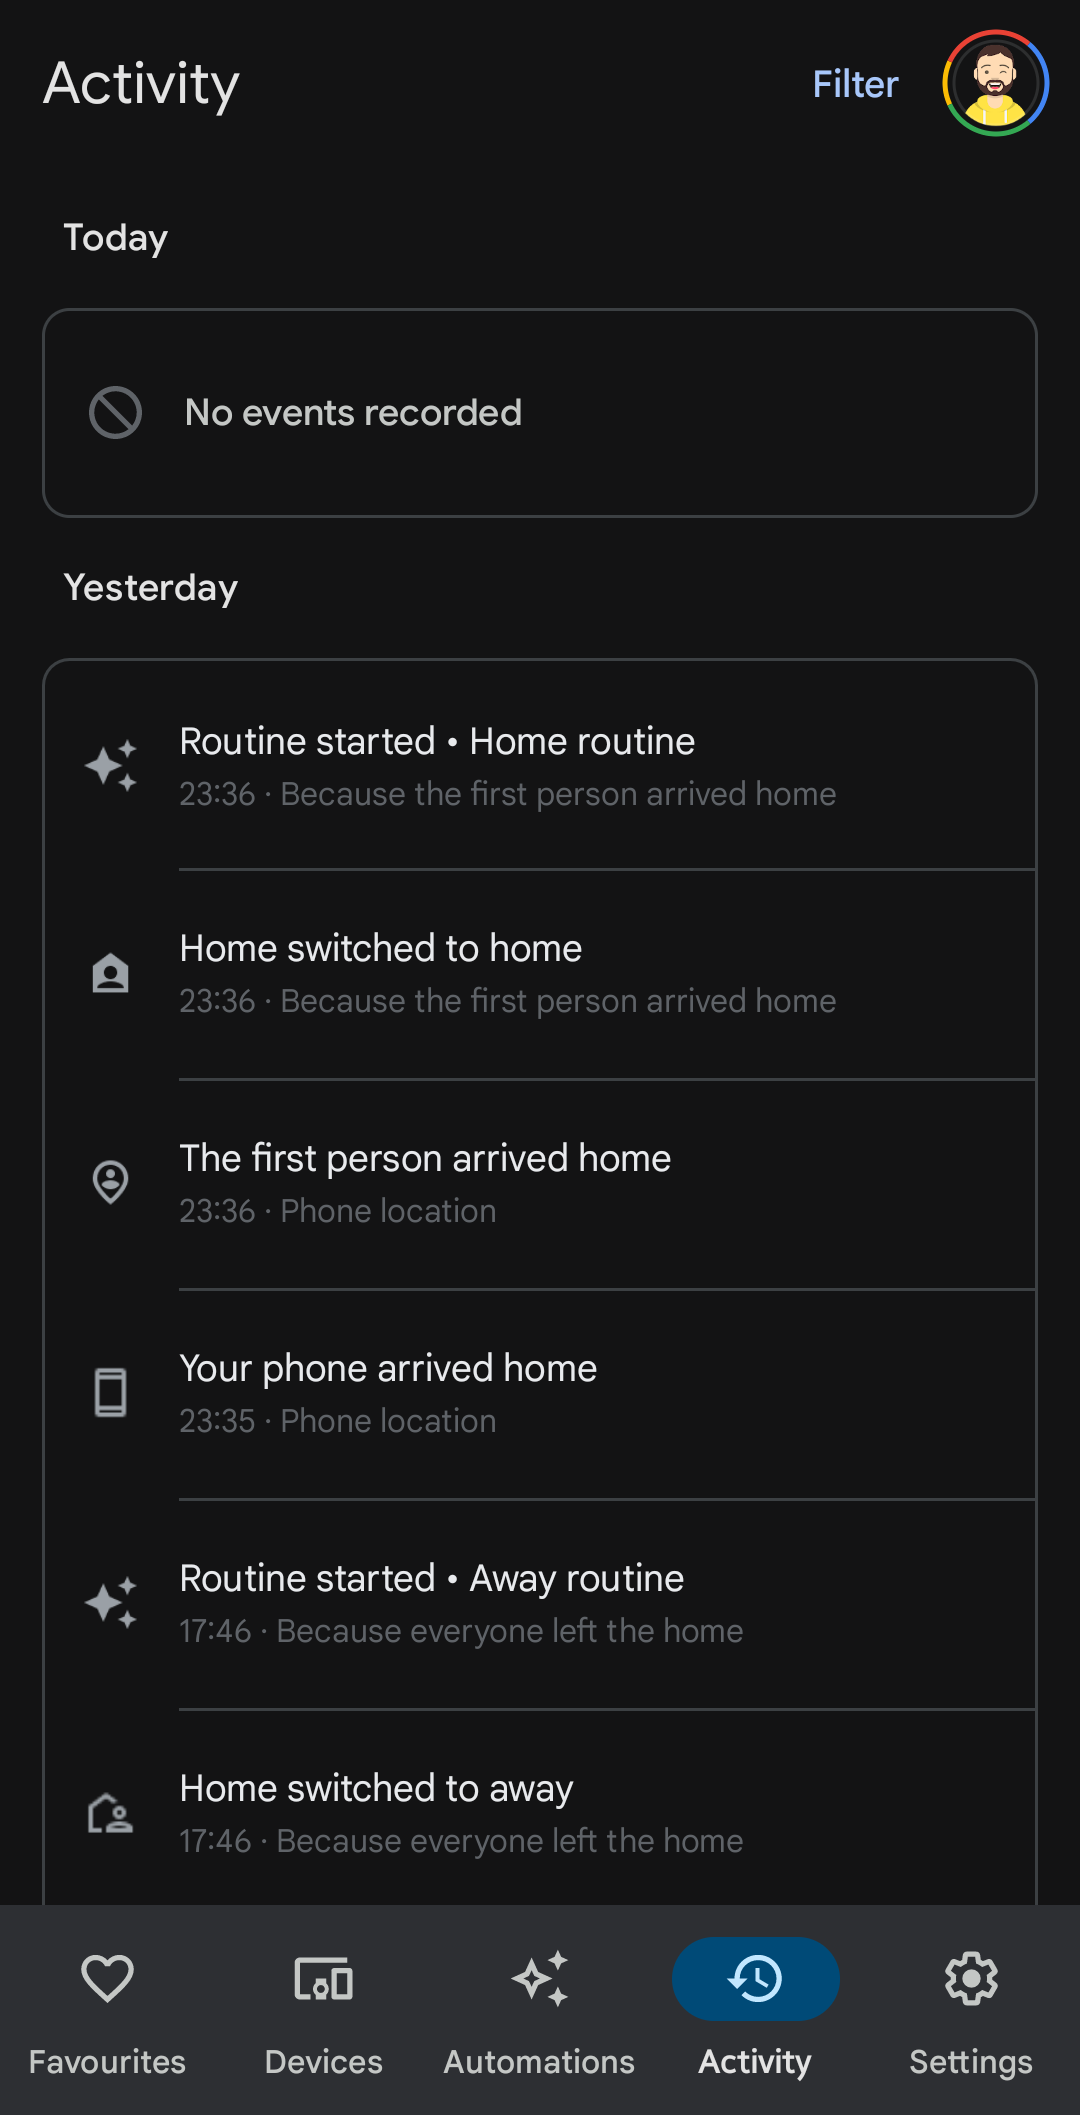 Activity
Filter
Today
No events recorded
Yesterday
Routine started • Home routine
23:36 · Because the first person arrived home
Home switched to home
23:36 · Because the first person arrived home
The first person arrived home
23:36 · Phone location
Your phone arrived home
23:35 · Phone location
Routine started • Away routine
17:46 · Because everyone left the home
Home switched to away
17:46 · Because everyone left the home
Favourites
Devices
Automations
Activity
Settings